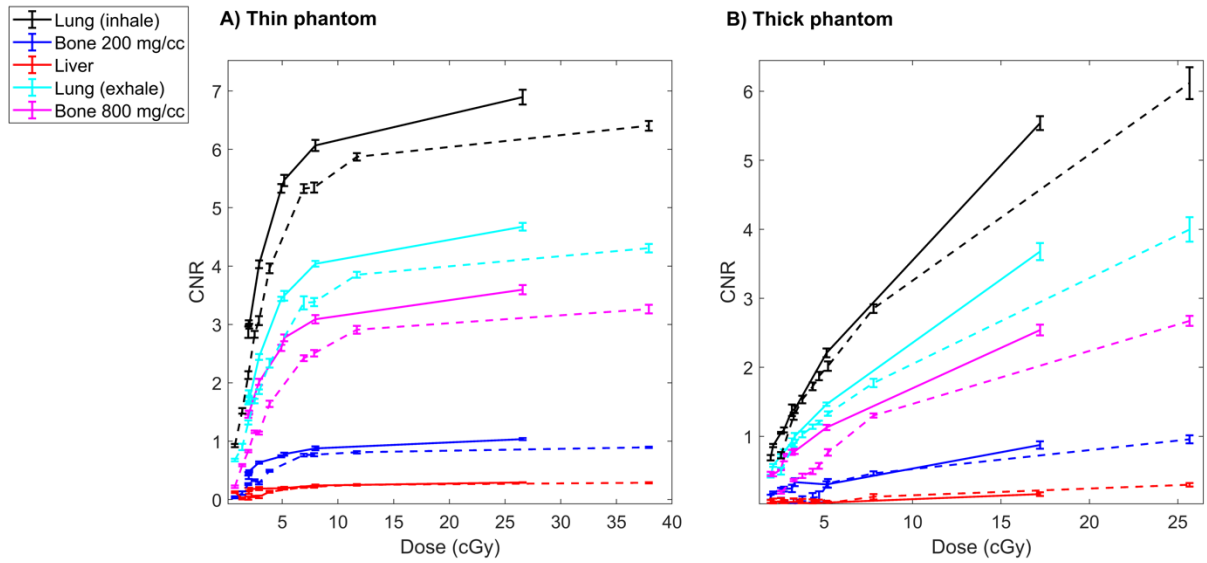 A) Thin phantom
B) Thick phantom
Lung (inhale)
Bone 200 mg/cc
Liver
Lung (exhale)
Bone 800 mg/cc
7
6
5
4
3
2
1
0
CNR
5 10 15 20 25 30 35 40
Dose (cGy)
6
5
4
3
2
1
CNR
5 10 15 20 25
Dose (cGy)